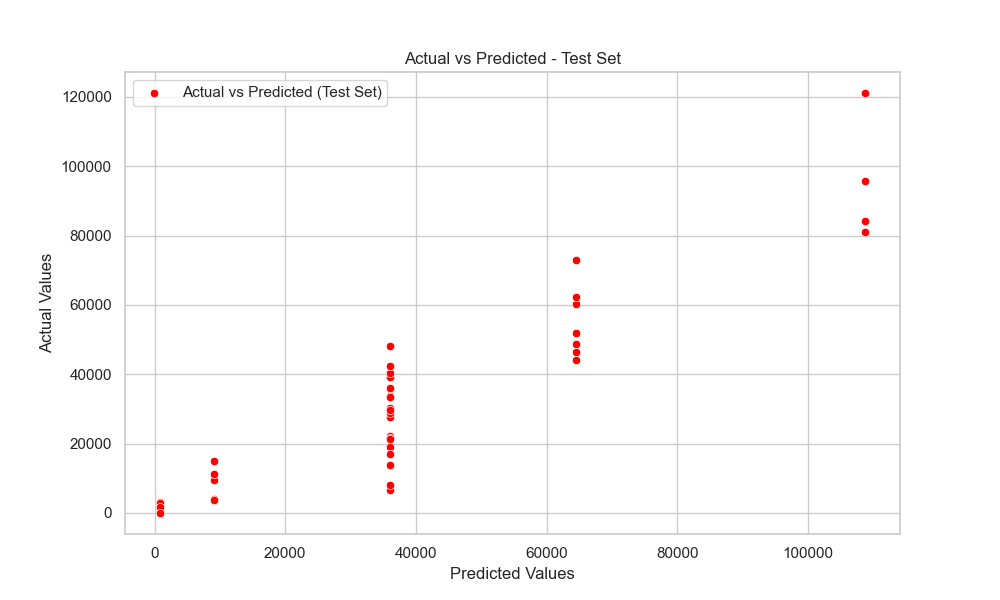 Actual vs Predicted - Test Set
Actual vs Predicted (Test Set)
120000
100000
80000
60000
40000
20000
0
Actual Values
0 20000 40000 60000 80000 100000
Predicted Values